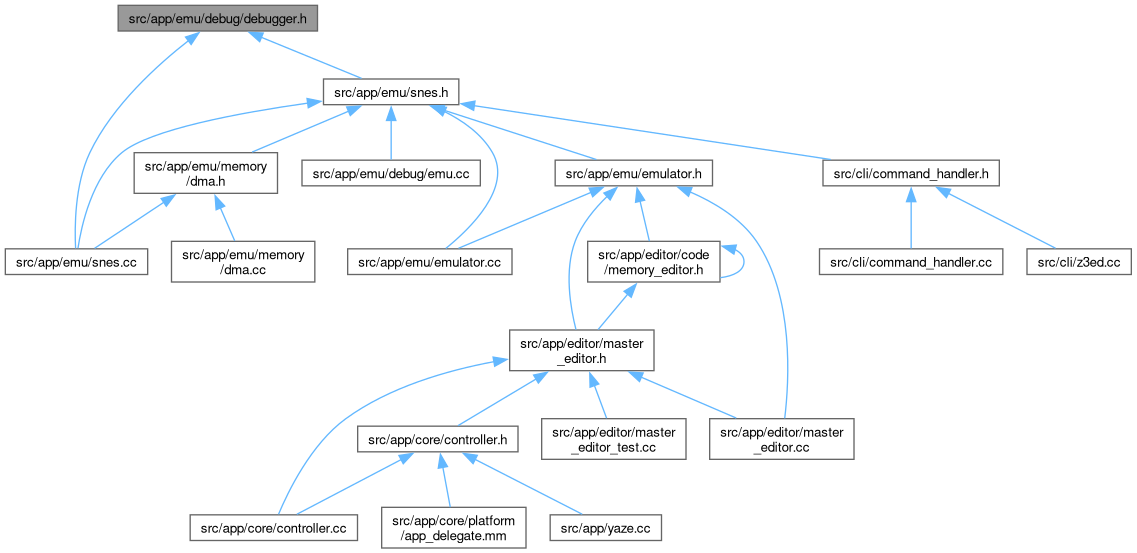 src/app/emu/debug/debugger.h
src/app/emu/snes.h
src/app/emu/memory
/dma.h
src/app/emu/debug/emu.cc
src/app/emu/emulator.h
src/cli/command_handler.h
src/app/emu/snes.cc
src/app/emu/memory
/dma.cc
src/app/emu/emulator.cc
src/app/editor/code
/memory_editor.h
src/cli/command_handler.cc
src/cli/z3ed.cc
src/app/editor/master
_editor.h
src/app/core/controller.h
src/app/editor/master
_editor_test.cc
src/app/editor/master
_editor.cc
src/app/core/controller.cc
src/app/core/platform
/app_delegate.mm
src/app/yaze.cc